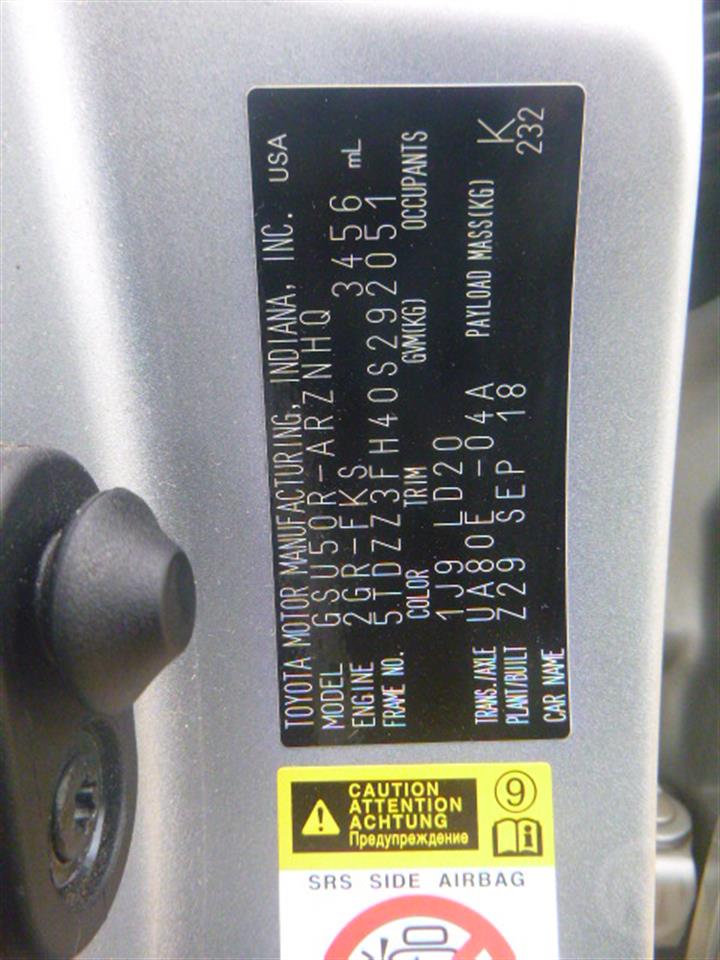 TOYOTA MOTOR MANUFACTURING, INDIANA, INC. USA
MODEL GSU50R-ARZNHQ
ENGINE 2GR-FKS 3456 mL
FRAME NO. 5TDZZ3FH40S292051
COLOR TRIM GVM(KG) OCCUPANTS
1J9 LD20
TRANS./AXLE UA80E -04A PAYLOAD MASS(KG) K
PLANT/BUILT Z29 SEP 18 232
CAR NAME
CAUTION
ATTENTION
ACHTUNG
Предупреждение
9
SRS SIDE AIRBAG